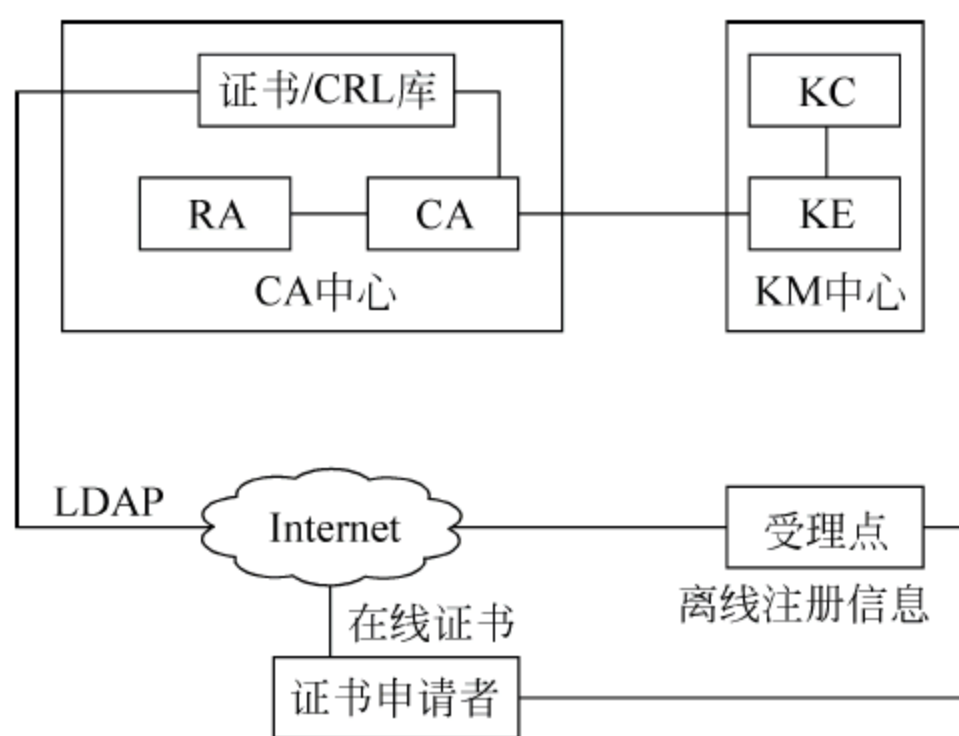 证书/CRL库
KC
RA
CA
KE
CA中心
KM中心
LDAP
Internet
受理点
离线注册信息
在线证书
证书申请者